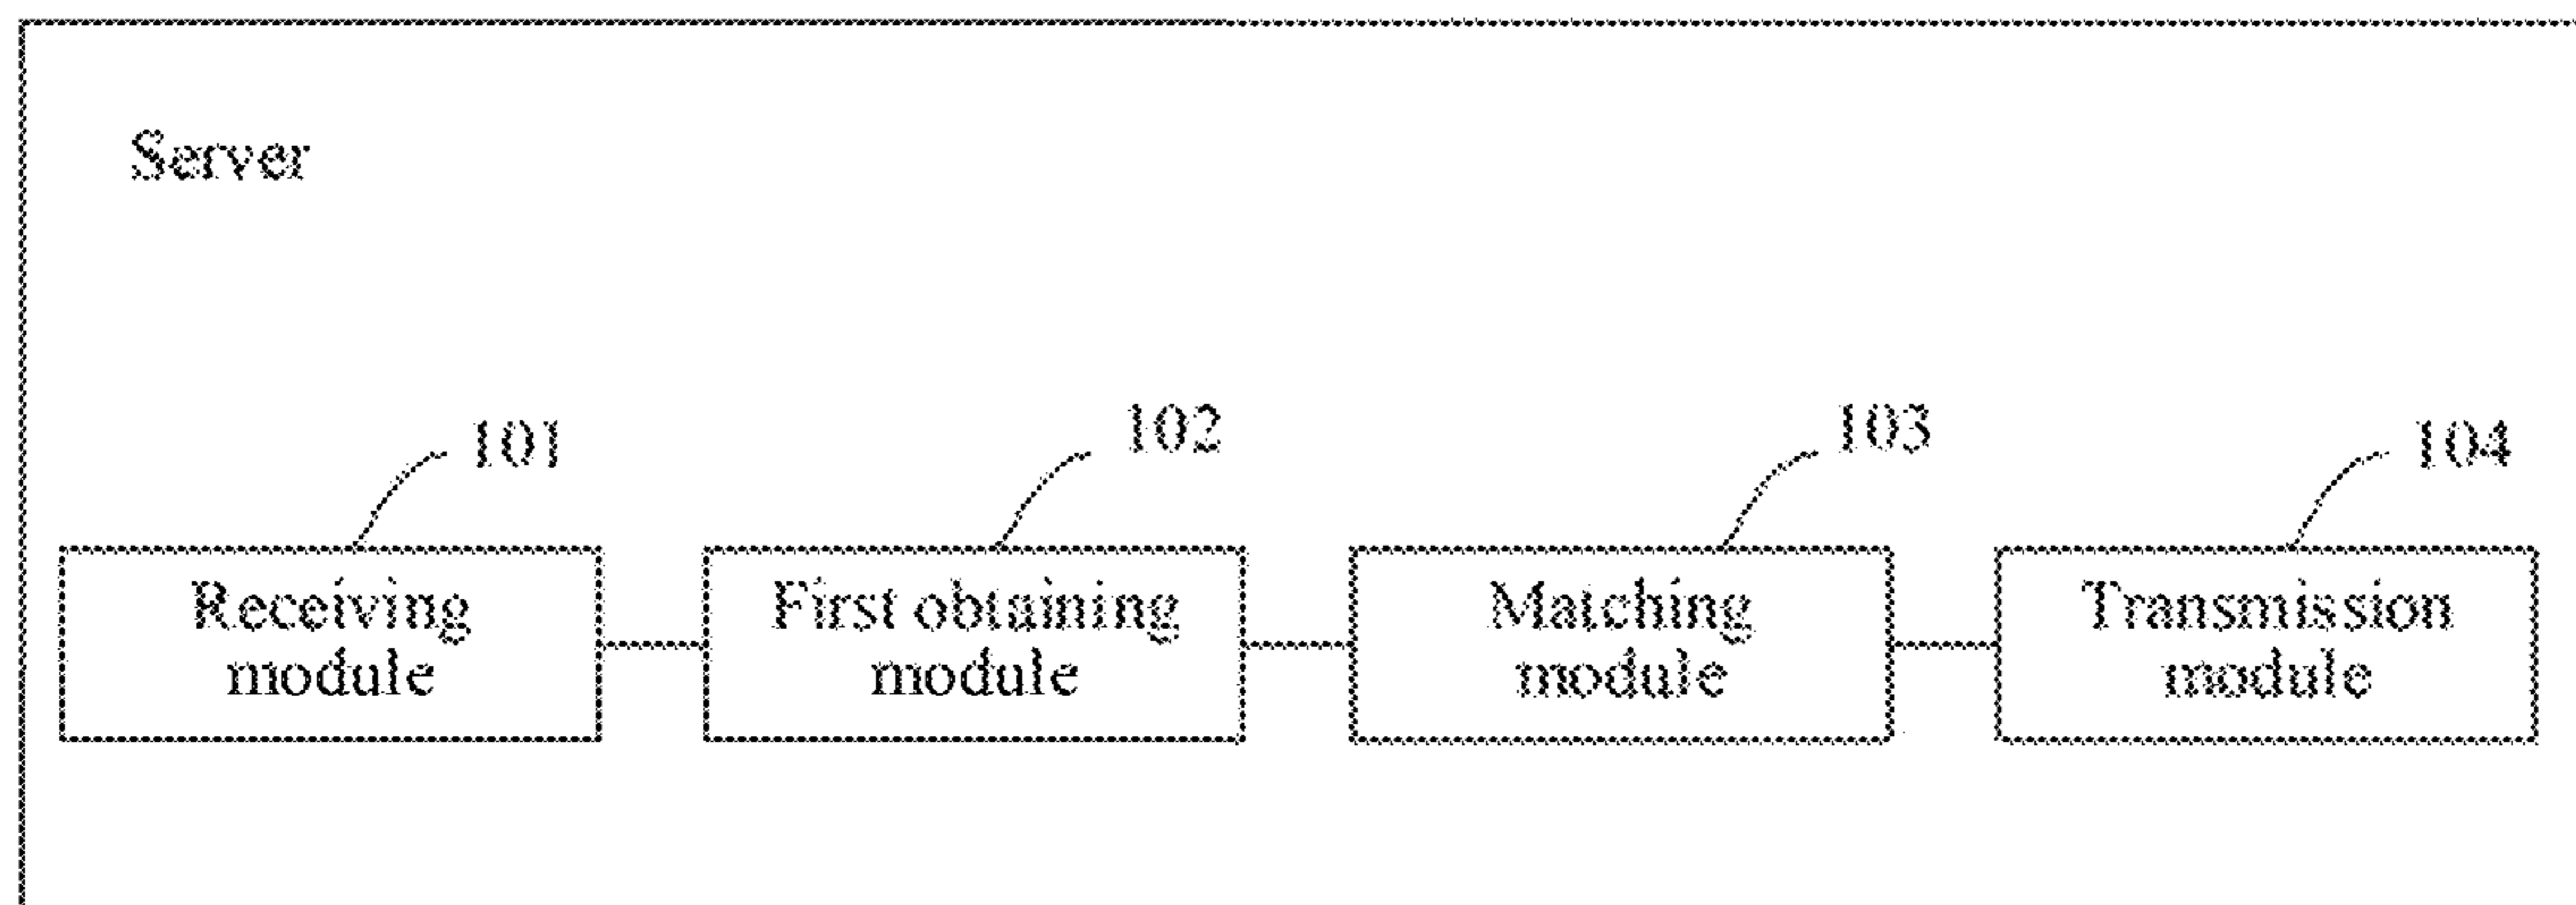 Server
101
102
103
104
Receiving
module
First obtaining
module
Matching
module
Transmission
module